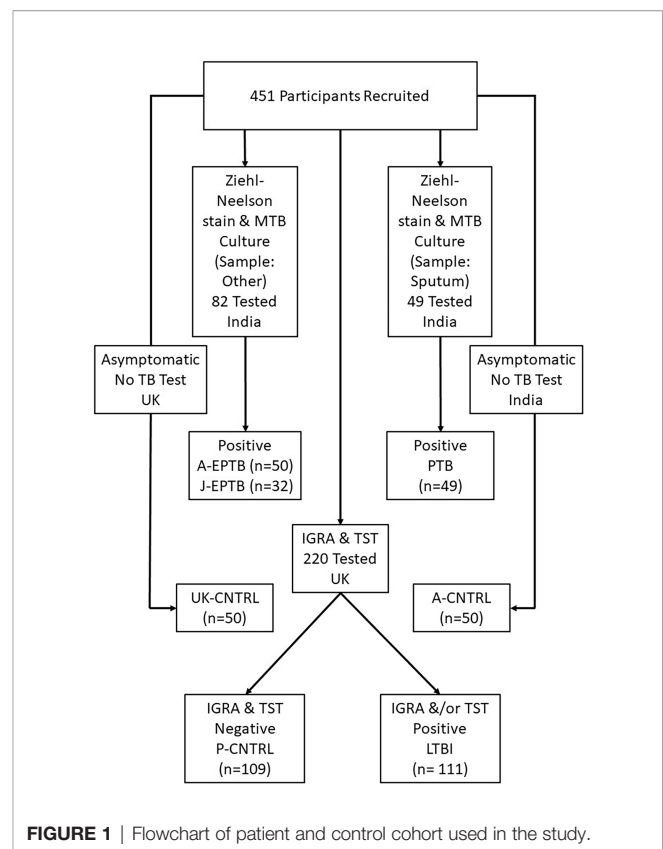 451 Participants Recruited
Ziehl-
Neelson
stain & MTB
Culture
(Sample:
Other)
82 Tested
India
Ziehl-
Neelson
stain & MTB
Culture
(Sample:
Sputum)
49 Tested
India
Asymptomatic
No TB Test
UK
Asymptomatic
No TB Test
India
Positive
A-EPTB (n=50)
J-EPTB (n=32)
Positive
PTB
(n=49)
IGRA & TST
220 Tested
UK
UK-CNTRL
(n=50)
A-CNTRL
(n=50)
IGRA & TST
Negative
P-CNTRL
(n=109)
IGRA &/or TST
Positive
LTBI
(n= 111)
FIGURE 1 | Flowchart of patient and control cohort used in the study.